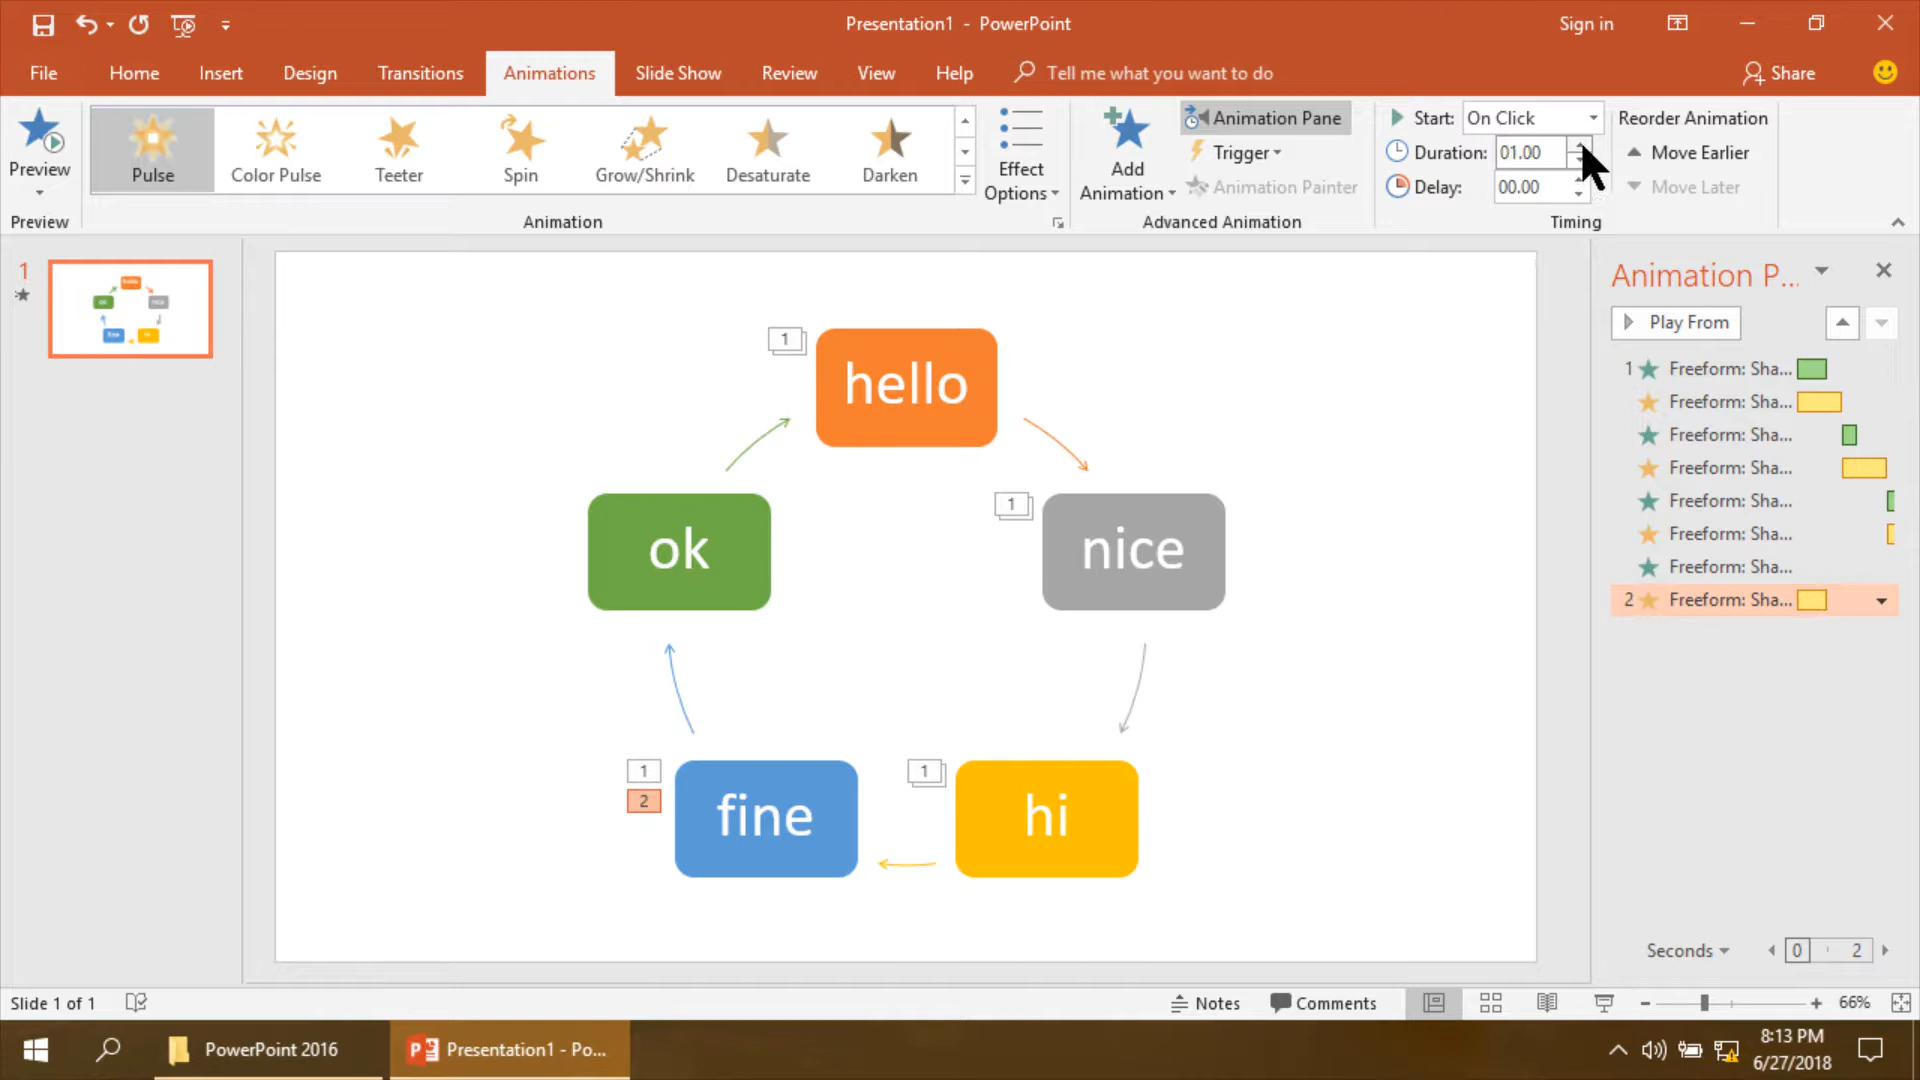 Presentation1 - PowerPoint
Sign in
File Home Insert Design Transitions Animations Slide Show Review View Help Tell me what you want to do Share
Preview
Preview
Pulse Color Pulse Teeter Spin Grow/Shrink Desaturate Darken
Animation
Effect
Options
Add
Animation
Animation Pane
Trigger
Animation Painter
Advanced Animation
Start: On Click
Duration: 01.00
Delay: 00.00
Timing
Reorder Animation
Move Earlier
Move Later
1
hello
ok
nice
hi
fine
1
1
1
1
2
Animation P...
Play From
1 Freeform: Sha...
Freeform: Sha...
Freeform: Sha...
Freeform: Sha...
Freeform: Sha...
Freeform: Sha...
Freeform: Sha...
2 Freeform: Sha...
Seconds 0 2
Slide 1 of 1
Notes Comments 66%
PowerPoint 2016
Presentation1 - Po...
8:13 PM
6/27/2018